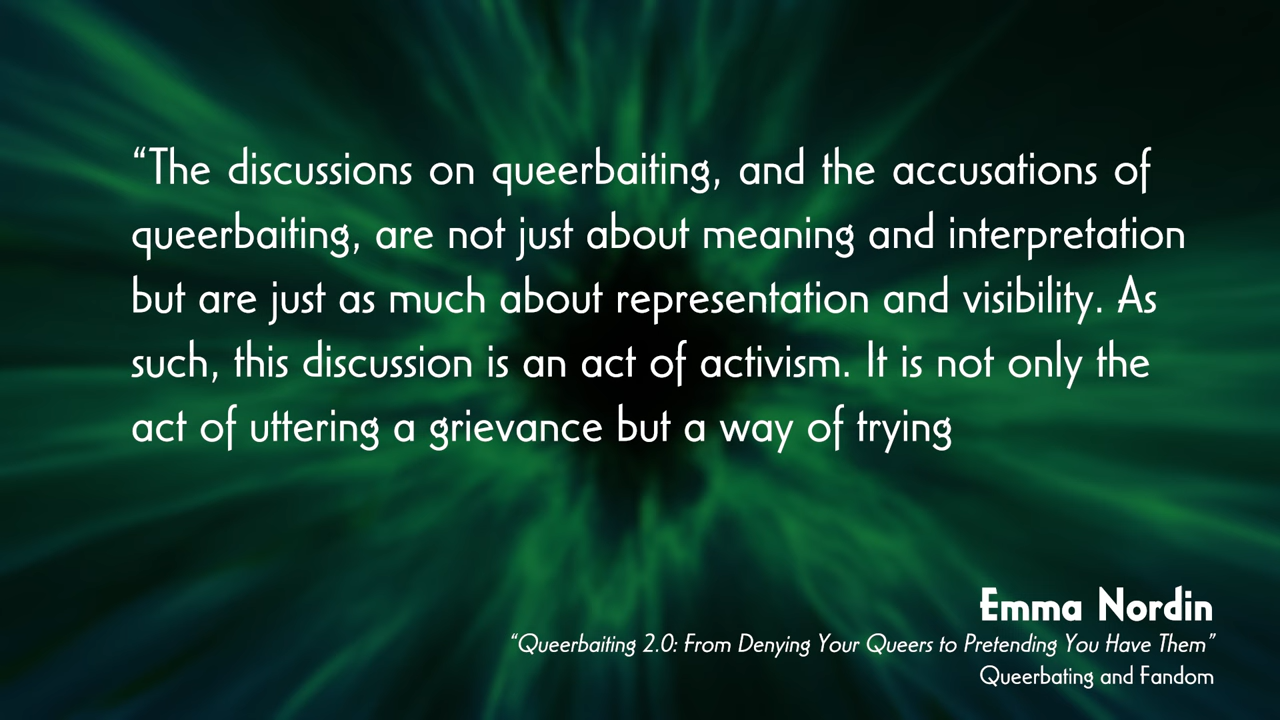 “The discussions on queerbaiting, and the accusations of
queerbaiting, are not just about meaning and interpretation
but are just as much about representation and visibility. As
such, this discussion is an act of activism. It is not only the
act of uttering a grievance but a way of trying
Emma Nordin
“Queerbaiting 2.0: From Denying Your Queers to Pretending You Have Them”
Queerbating and Fandom